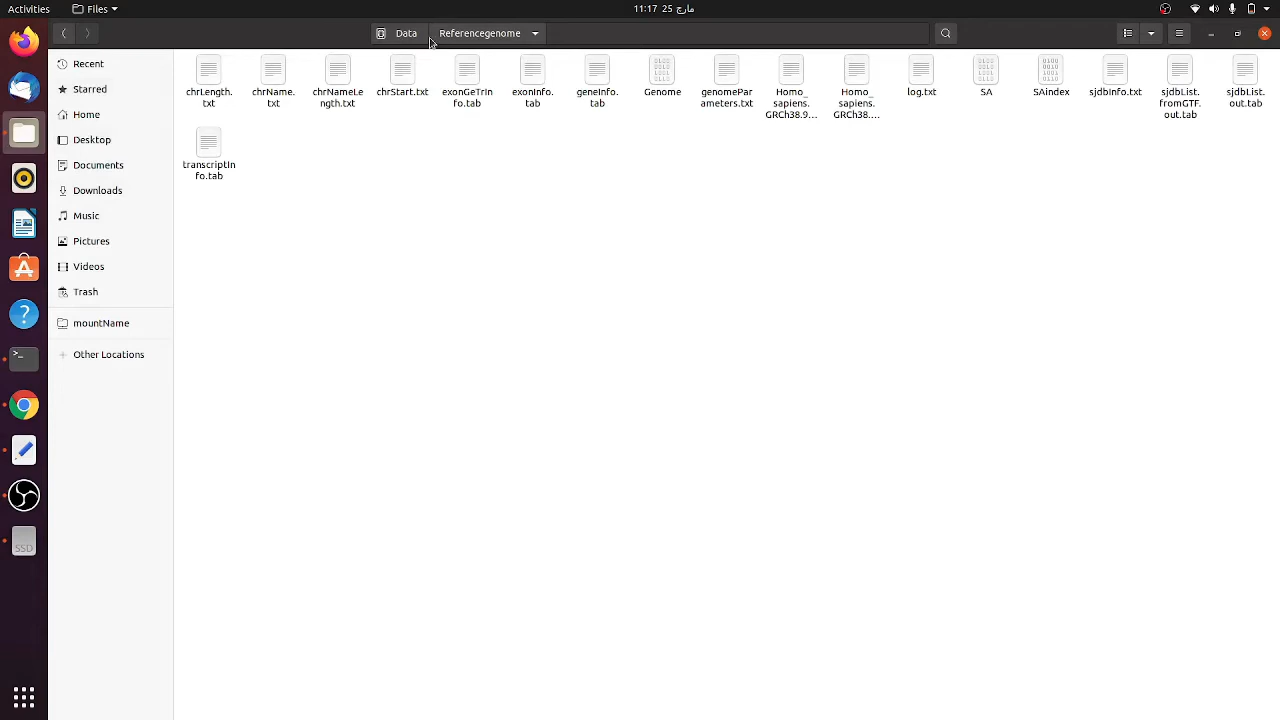 Activities
Files
11:17 25 مارچ
Data
Referencegenome
Recent
Starred
Home
Desktop
Documents
Downloads
Music
Pictures
Videos
Trash
mountName
Other Locations
chrLength.
txt
chrName.
txt
chrNameLe
ngth.txt
chrStart.txt
exonGeTrIn
fo.tab
exonInfo.
tab
geneInfo.
tab
Genome
genomePar
ameters.txt
Homo_
sapiens.
GRCh38.9...
Homo_
sapiens.
GRCh38....
log.txt
SA
SAindex
sjdbInfo.txt
sjdbList.
fromGTF.
out.tab
sjdbList.
out.tab
transcriptIn
fo.tab
SSD